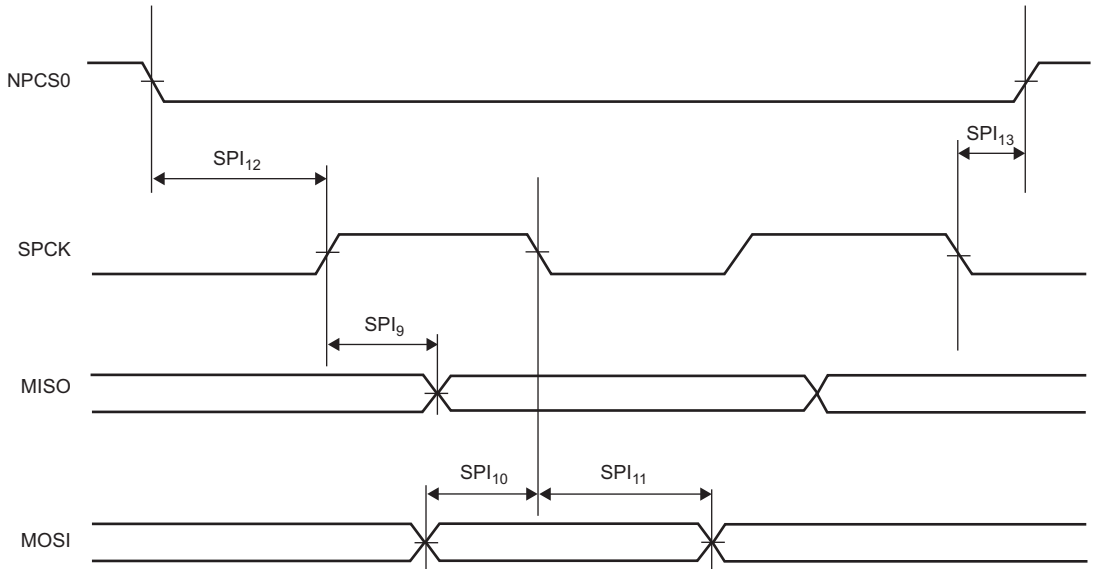 NPCS0
SPI₁₃
SPI₁₂
SPCK
SPI₉
MISO
SPI₁₀
SPI₁₁
MOSI